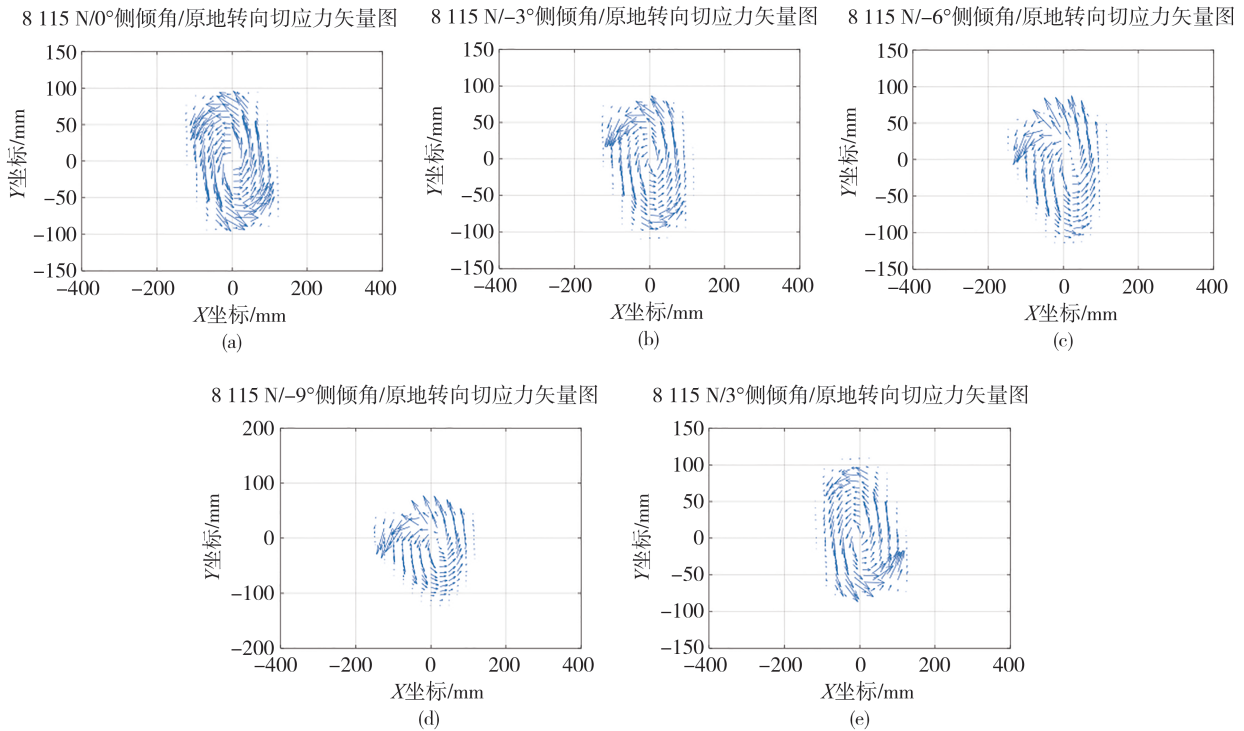 8 115 N/0°侧倾角/原地转向切应力矢量图
150
100
50
0
−50
−100
−150
−400 −200 0 200 400
Y坐标/mm
X坐标/mm
(a)
8 115 N/−3°侧倾角/原地转向切应力矢量图
150
100
50
0
−50
−100
−150
−400 −200 0 200 400
Y坐标/mm
X坐标/mm
(b)
8 115 N/−6°侧倾角/原地转向切应力矢量图
150
100
50
0
−50
−100
−150
−400 −200 0 200 400
Y坐标/mm
X坐标/mm
(c)
8 115 N/−9°侧倾角/原地转向切应力矢量图
200
100
0
−100
−200
−400 −200 0 200 400
Y坐标/mm
X坐标/mm
(d)
8 115 N/3°侧倾角/原地转向切应力矢量图
150
100
50
0
−50
−100
−150
−400 −200 0 200 400
Y坐标/mm
X坐标/mm
(e)